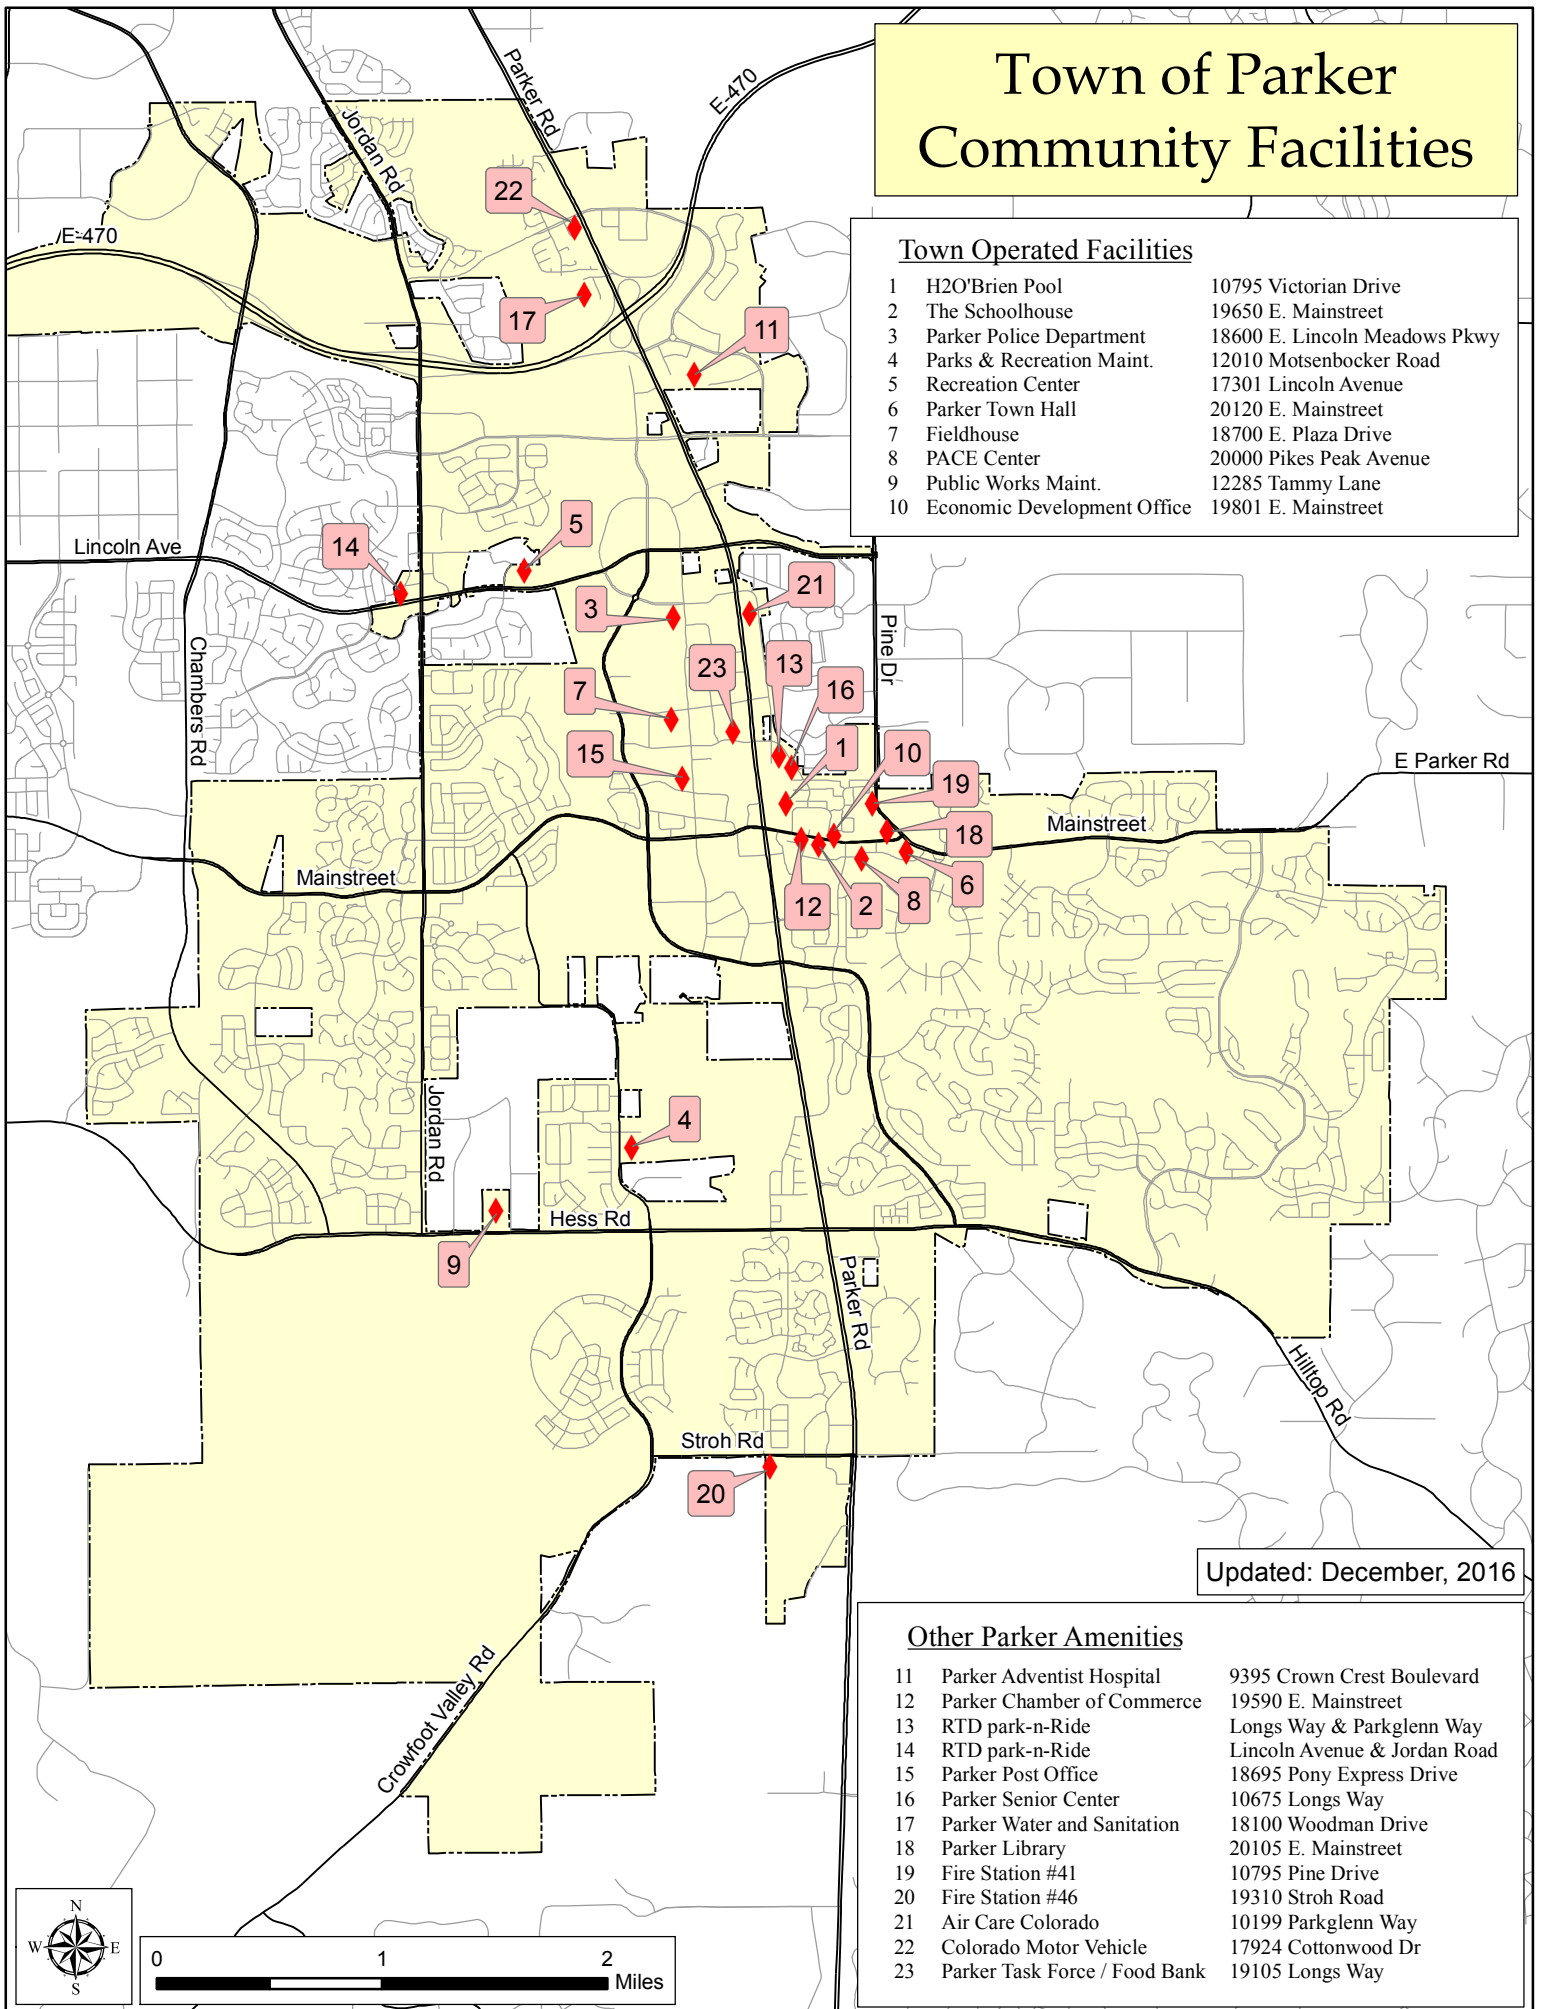 Town of Parker
Community Facilities
Town Operated Facilities
1 H2O'Brien Pool 10795 Victorian Drive
2 The Schoolhouse 19650 E. Mainstreet
3 Parker Police Department 18600 E. Lincoln Meadows Pkwy
4 Parks & Recreation Maint. 12010 Motsenbocker Road
5 Recreation Center 17301 Lincoln Avenue
6 Parker Town Hall 20120 E. Mainstreet
7 Fieldhouse 18700 E. Plaza Drive
8 PACE Center 20000 Pikes Peak Avenue
9 Public Works Maint. 12285 Tammy Lane
10 Economic Development Office 19801 E. Mainstreet
Parker Rd
E-470
Jordan Rd
22
E-470
17
11
Lincoln Ave
14
5
21
3
Pine Dr
Chambers Rd
23
13
16
7
15
1
10
E Parker Rd
19
Mainstreet
18
Mainstreet
12
2
8
6
Jordan Rd
4
Hess Rd
9
Parker Rd
Hilltop Rd
Stroh Rd
20
Crowfoot Valley Rd
Updated: December, 2016
Other Parker Amenities
11 Parker Adventist Hospital 9395 Crown Crest Boulevard
12 Parker Chamber of Commerce 19590 E. Mainstreet
13 RTD park-n-Ride Longs Way & Parkglenn Way
14 RTD park-n-Ride Lincoln Avenue & Jordan Road
15 Parker Post Office 18695 Pony Express Drive
16 Parker Senior Center 10675 Longs Way
17 Parker Water and Sanitation 18100 Woodman Drive
18 Parker Library 20105 E. Mainstreet
19 Fire Station #41 10795 Pine Drive
20 Fire Station #46 19310 Stroh Road
21 Air Care Colorado 10199 Parkglenn Way
22 Colorado Motor Vehicle 17924 Cottonwood Dr
23 Parker Task Force / Food Bank 19105 Longs Way
N
W E
S
0 1 2
Miles